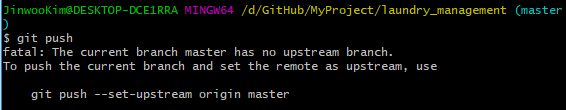 JinwooKim@DESKTOP-DCE1RRA MINGW64 /d/GitHub/MyProject/laundry_management (master
)
$ git push
fatal: The current branch master has no upstream branch.
To push the current branch and set the remote as upstream, use
    git push --set-upstream origin master